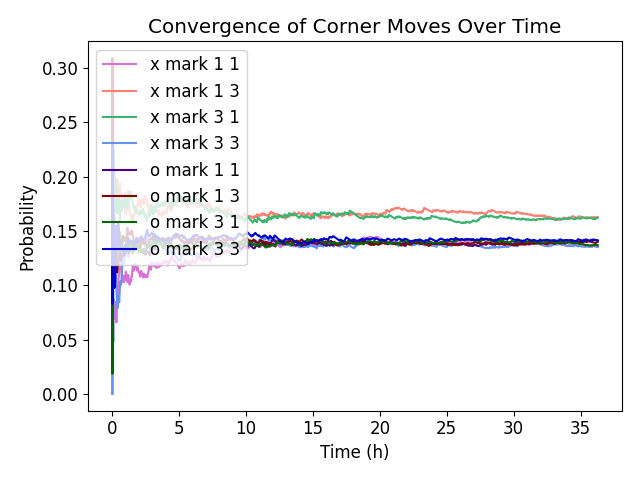 Convergence of Corner Moves Over Time
Probability
0.30
0.25
0.20
0.15
0.10
0.05
0.00
x mark 1 1
x mark 1 3
x mark 3 1
x mark 3 3
o mark 1 1
o mark 1 3
o mark 3 1
o mark 3 3
0 5 10 15 20 25 30 35
Time (h)